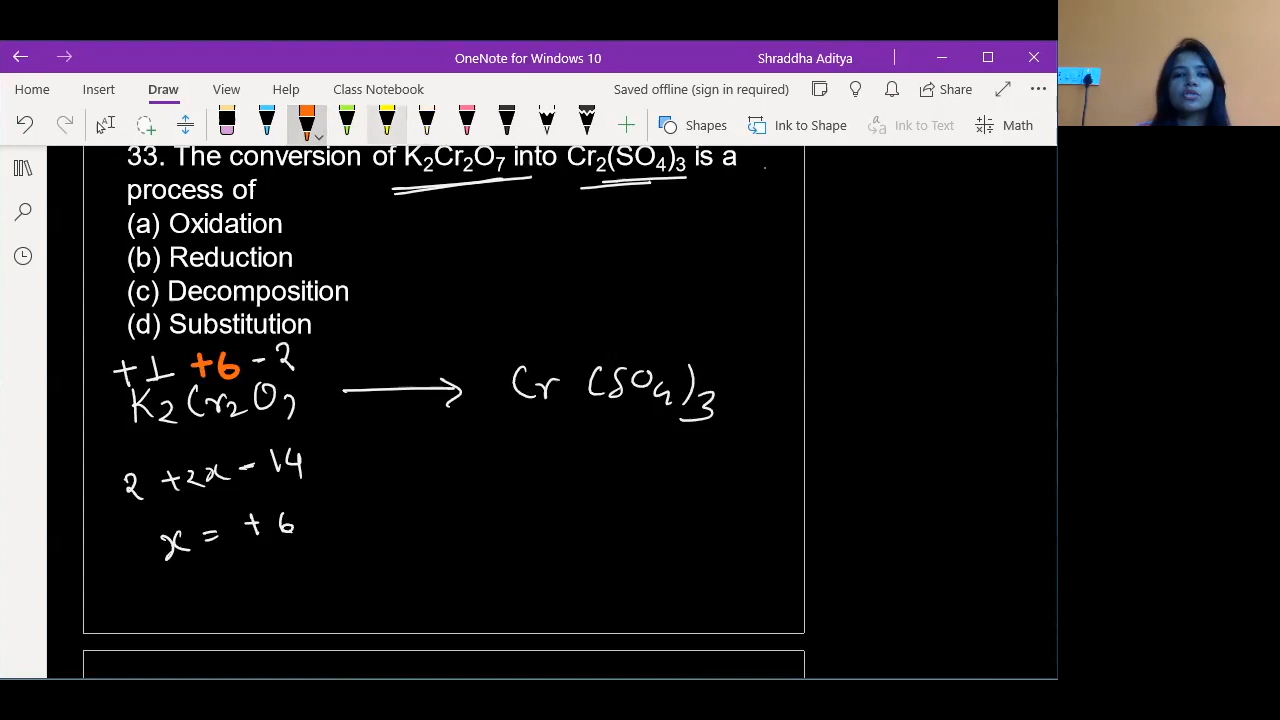 OneNote for Windows 10
Shraddha Aditya
Home Insert Draw View Help Class Notebook Saved offline (sign in required) Share
Shapes Ink to Shape Ink to Text Math
33. The conversion of K₂Cr₂O₇ into Cr₂(SO₄)₃ is a
process of
(a) Oxidation
(b) Reduction
(c) Decomposition
(d) Substitution
+1 +6 -2
K₂Cr₂O₇ ⟶ Cr (SO₄)₃
2 +2x - 14
x = + 6